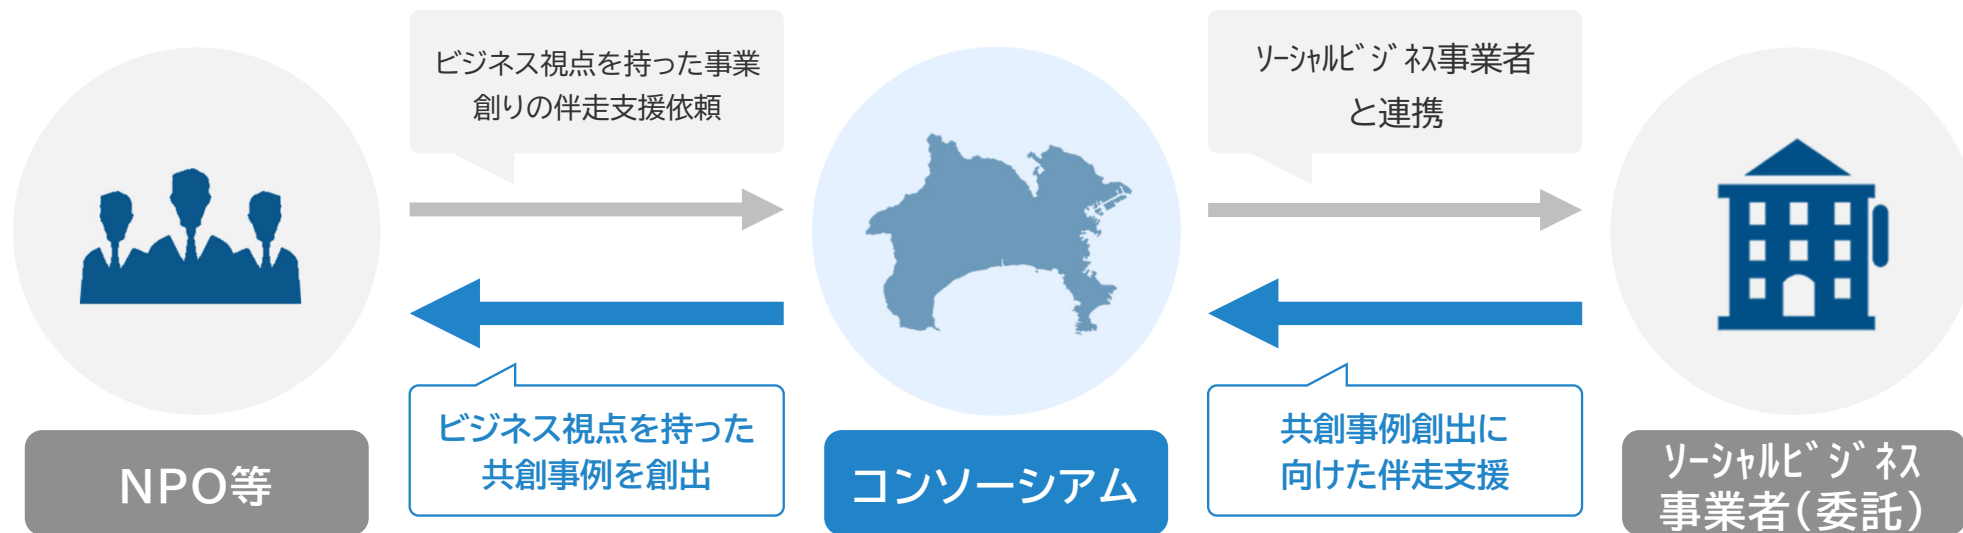 ビジネス視点を持った事業
創りの伴走支援依頼
ｿｰｼｬﾙﾋﾞｼﾞﾈｽ事業者
と連携
ビジネス視点を持った
共創事例を創出
共創事例創出に
向けた伴走支援
NPO等
コンソーシアム
ｿｰｼｬﾙﾋﾞｼﾞﾈｽ
事業者(委託)